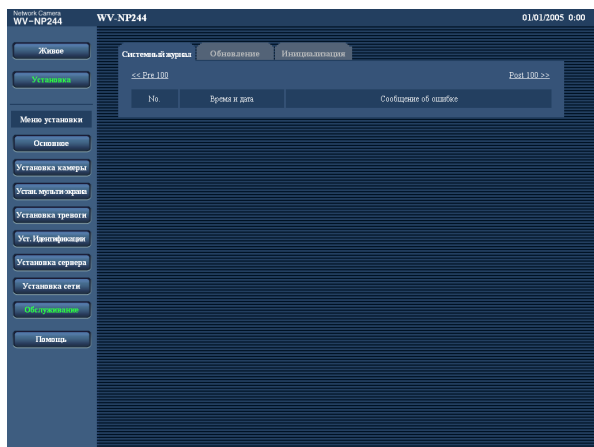 Network Camera
WV-NP244
WV-NP244
01/01/2005 0:00
Живое
Установка
Меню установки
Основное
Установка камеры
Устан. мульти-экрана
Установка тревоги
Уст. Идентификации
Установка сервера
Установка сети
Обслуживание
Помощь
Системный журнал
Обновление
Инициализация
<< Pre 100
Post 100 >>
No.
Время и дата
Сообщение об ошибке